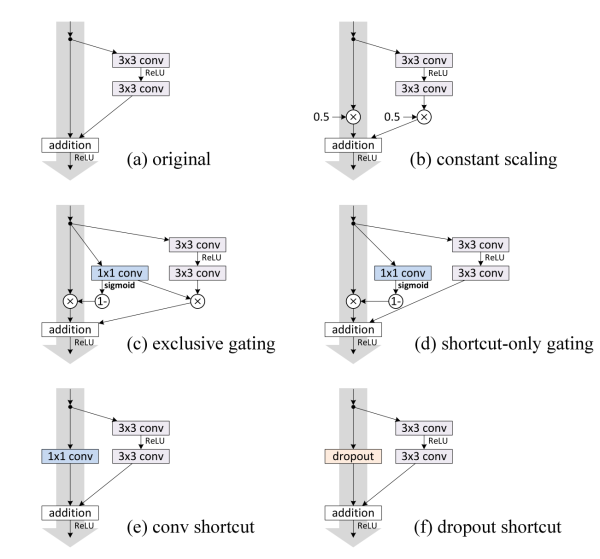 3x3 conv
ReLU
3x3 conv
addition
ReLU
(a) original
3x3 conv
ReLU
3x3 conv
0.5
×
0.5
×
addition
ReLU
(b) constant scaling
3x3 conv
ReLU
1x1 conv
3x3 conv
sigmoid
×
1-
×
addition
ReLU
(c) exclusive gating
3x3 conv
ReLU
1x1 conv
3x3 conv
sigmoid
×
1-
addition
ReLU
(d) shortcut-only gating
3x3 conv
ReLU
1x1 conv
3x3 conv
addition
ReLU
(e) conv shortcut
3x3 conv
ReLU
dropout
3x3 conv
addition
ReLU
(f) dropout shortcut